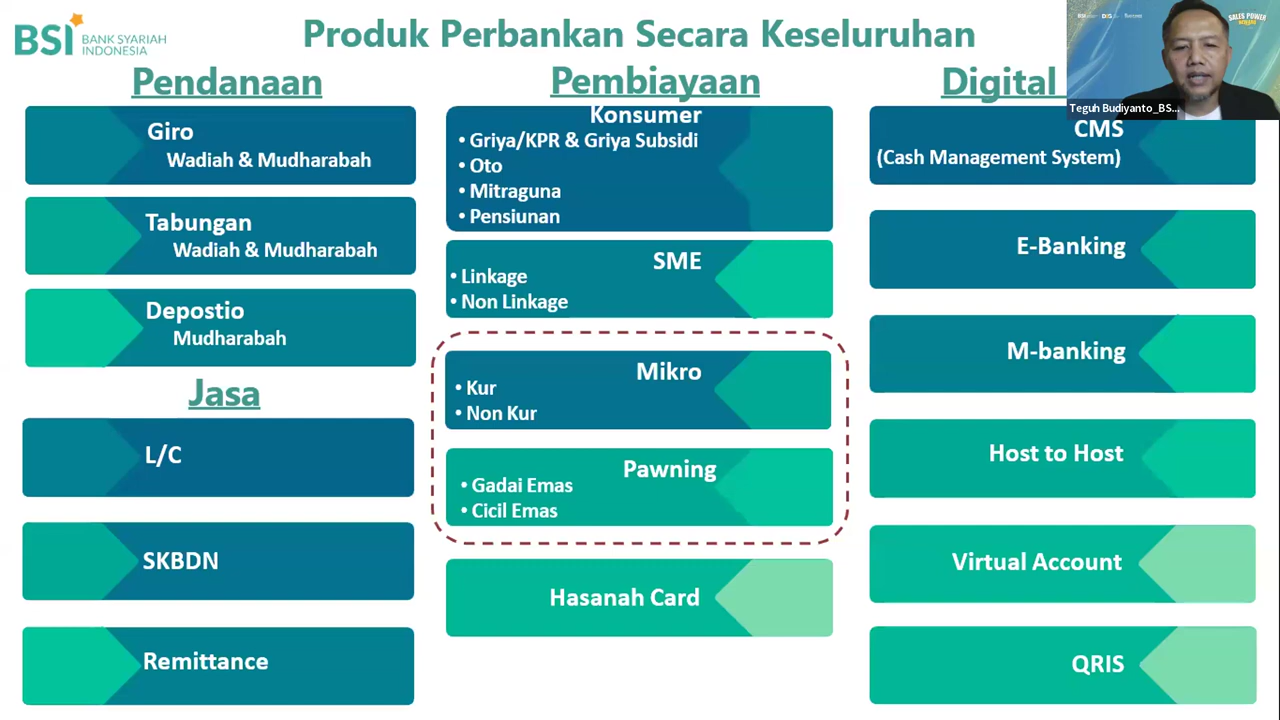 BSI BANK SYARIAH
INDONESIA
Produk Perbankan Secara Keseluruhan
Pendanaan
Giro
Wadiah & Mudharabah
Tabungan
Wadiah & Mudharabah
Depostio
Mudharabah
Jasa
L/C
SKBDN
Remittance
Pembiayaan
Konsumer
• Griya/KPR & Griya Subsidi
• Oto
• Mitraguna
• Pensiunan
SME
• Linkage
• Non Linkage
Mikro
• Kur
• Non Kur
Pawning
• Gadai Emas
• Cicil Emas
Hasanah Card
Digital
CMS
(Cash Management System)
E-Banking
M-banking
Host to Host
Virtual Account
QRIS
SALES POWER
Teguh Budiyanto_BS...